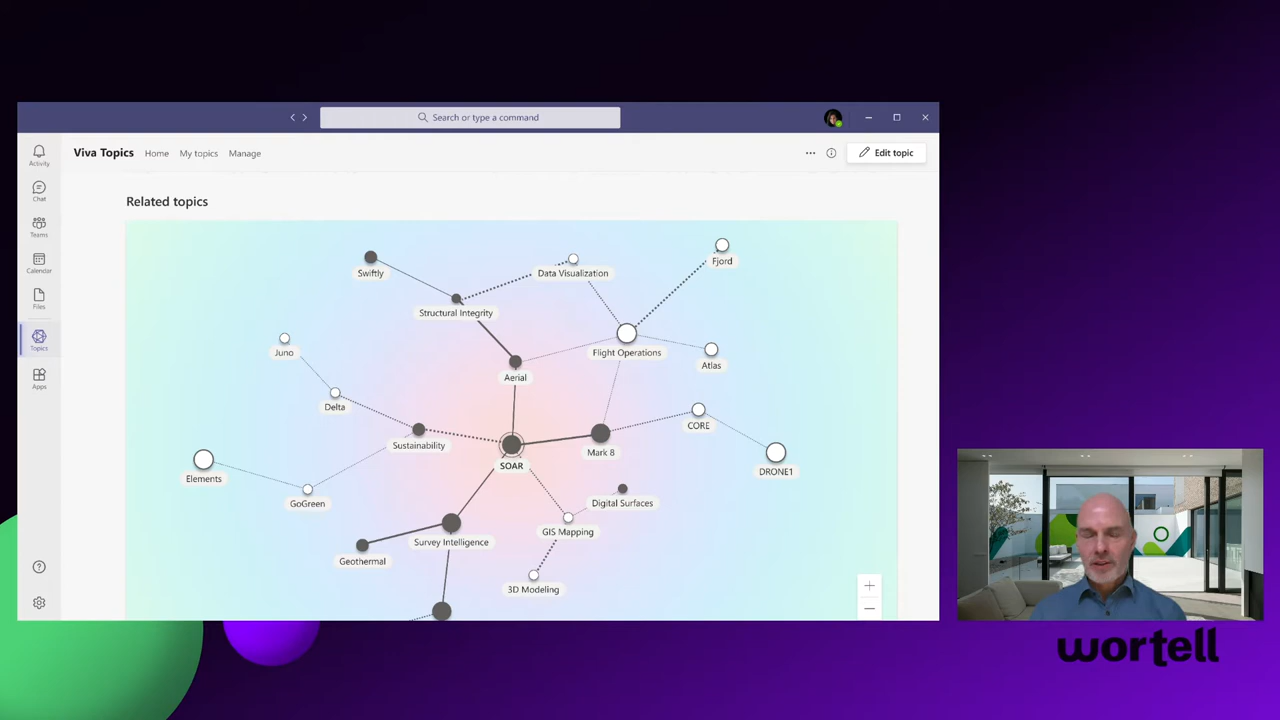 Search or type a command
Activity
Chat
Teams
Calendar
Files
Topics
Apps
Viva Topics Home My topics Manage
Edit topic
Related topics
Swiftly
Data Visualization
Fjord
Structural Integrity
Juno
Flight Operations
Atlas
Aerial
Delta
CORE
Sustainability
Mark 8
SOAR
DRONE1
Elements
GoGreen
Digital Surfaces
GIS Mapping
Survey Intelligence
Geothermal
3D Modeling
wortell